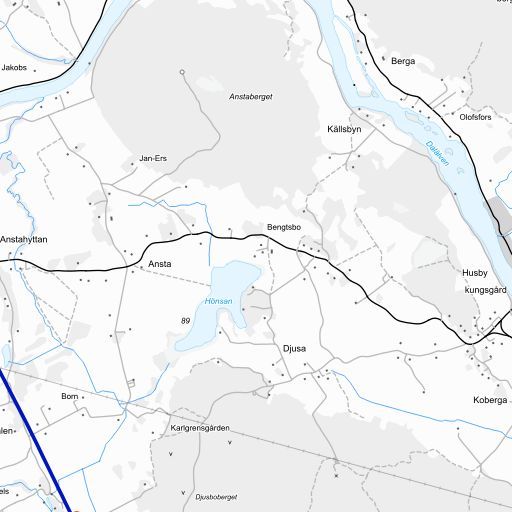 Jakobs
Berga
Anstaberget
Olofsfors
Källsbyn
Dalälven
Jan-Ers
Bengtsbo
Anstahyttan
Ansta
Husby
kungsgård
Hönsan
89
Djusa
Born
Koberga
Karlgrensgården
Djusboberget